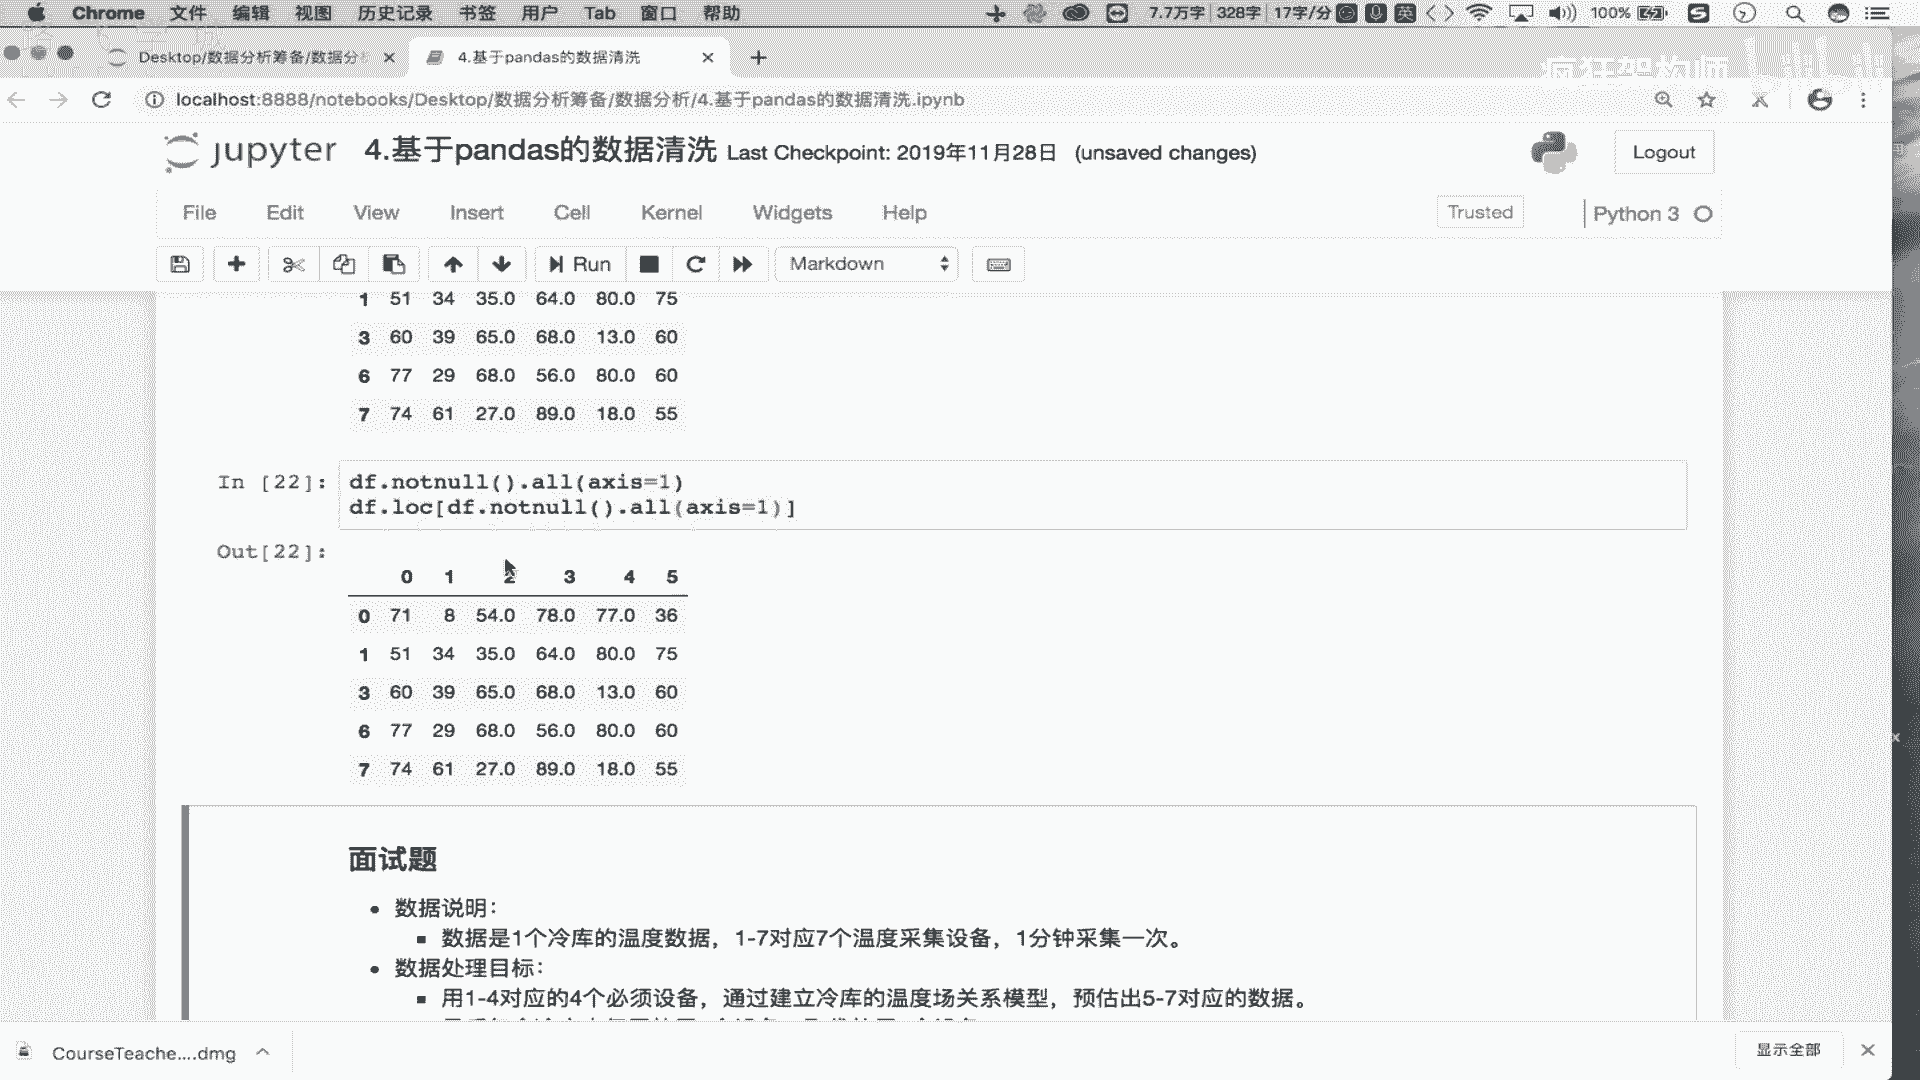 Chrome 文件 编辑 视图 历史记录 书签 用户 Tab 窗口 帮助 7.7万字 328字 17字/分 英 100%
Desktop/数据分析筹备/数据分 4.基于pandas的数据清洗
疯狂架构师
localhost:8888/notebooks/Desktop/数据分析筹备/数据分析/4.基于pandas的数据清洗.ipynb
jupyter 4.基于pandas的数据清洗 Last Checkpoint: 2019年11月28日 (unsaved changes) Logout
File Edit View Insert Cell Kernel Widgets Help Trusted Python 3
Run Markdown
1 51 34 35.0 64.0 80.0 75
3 60 39 65.0 68.0 13.0 60
6 77 29 68.0 56.0 80.0 60
7 74 61 27.0 89.0 18.0 55
In [22]: df.notnull().all(axis=1)
df.loc[df.notnull().all(axis=1)]
Out[22]:
0 1 2 3 4 5
0 71 8 54.0 78.0 77.0 36
1 51 34 35.0 64.0 80.0 75
3 60 39 65.0 68.0 13.0 60
6 77 29 68.0 56.0 80.0 60
7 74 61 27.0 89.0 18.0 55
面试题
数据说明：
数据是1个冷库的温度数据，1-7对应7个温度采集设备，1分钟采集一次。
数据处理目标：
用1-4对应的4个必须设备，通过建立冷库的温度场关系模型，预估出5-7对应的数据。
CourseTeache....dmg 显示全部